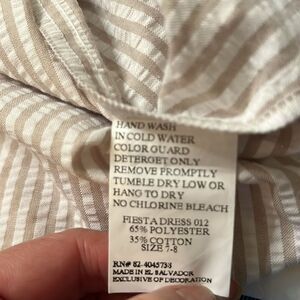 HAND WASH
IN COLD WATER
COLOR GUARD
DETERGET ONLY
REMOVE PROMPTLY
TUMBLE DRY LOW OR
HANG TO DRY
NO CHLORINE BLEACH
FIESTA DRESS 012
65% POLYESTER
35% COTTON
SIZE 7-8
RN# 82-4045738
MADE IN EL SALVADOR
EXCLUSIVE OF DECORATION